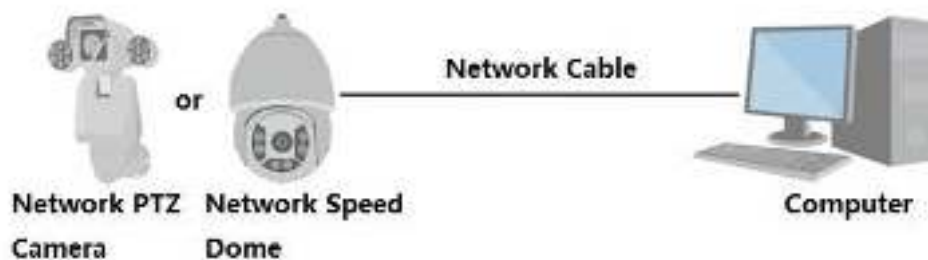 Network Cable
or
Network PTZ Camera
Network Speed Dome
Computer